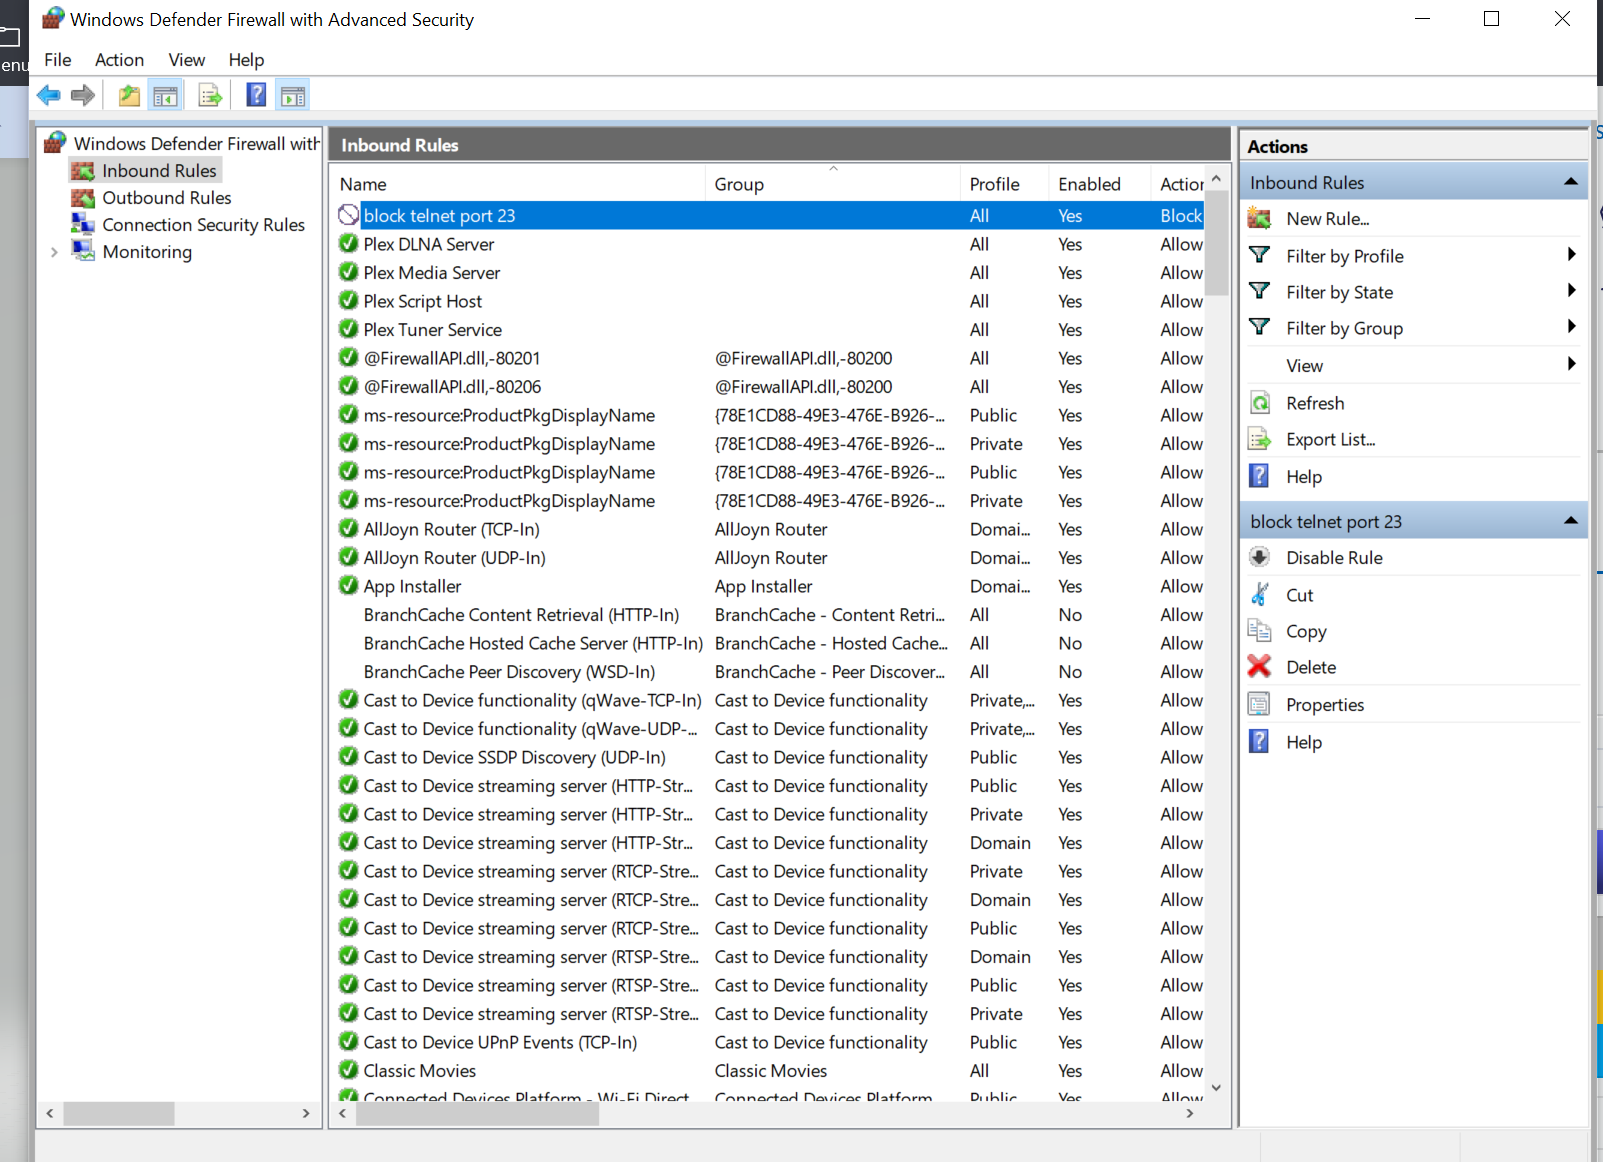 Windows Defender Firewall with Advanced Security
enu
File Action View Help
Windows Defender Firewall with
Inbound Rules
Outbound Rules
Connection Security Rules
Monitoring
Inbound Rules
Name Group Profile Enabled Action
block telnet port 23 All Yes Block
Plex DLNA Server All Yes Allow
Plex Media Server All Yes Allow
Plex Script Host All Yes Allow
Plex Tuner Service All Yes Allow
@FirewallAPI.dll,-80201 @FirewallAPI.dll,-80200 All Yes Allow
@FirewallAPI.dll,-80206 @FirewallAPI.dll,-80200 All Yes Allow
ms-resource:ProductPkgDisplayName {78E1CD88-49E3-476E-B926-... Public Yes Allow
ms-resource:ProductPkgDisplayName {78E1CD88-49E3-476E-B926-... Private Yes Allow
ms-resource:ProductPkgDisplayName {78E1CD88-49E3-476E-B926-... Public Yes Allow
ms-resource:ProductPkgDisplayName {78E1CD88-49E3-476E-B926-... Private Yes Allow
AllJoyn Router (TCP-In) AllJoyn Router Domai... Yes Allow
AllJoyn Router (UDP-In) AllJoyn Router Domai... Yes Allow
App Installer App Installer Domai... Yes Allow
BranchCache Content Retrieval (HTTP-In) BranchCache - Content Retri... All No Allow
BranchCache Hosted Cache Server (HTTP-In) BranchCache - Hosted Cache... All No Allow
BranchCache Peer Discovery (WSD-In) BranchCache - Peer Discover... All No Allow
Cast to Device functionality (qWave-TCP-In) Cast to Device functionality Private,... Yes Allow
Cast to Device functionality (qWave-UDP-... Cast to Device functionality Private,... Yes Allow
Cast to Device SSDP Discovery (UDP-In) Cast to Device functionality Public Yes Allow
Cast to Device streaming server (HTTP-Str... Cast to Device functionality Public Yes Allow
Cast to Device streaming server (HTTP-Str... Cast to Device functionality Private Yes Allow
Cast to Device streaming server (HTTP-Str... Cast to Device functionality Domain Yes Allow
Cast to Device streaming server (RTCP-Stre... Cast to Device functionality Private Yes Allow
Cast to Device streaming server (RTCP-Stre... Cast to Device functionality Domain Yes Allow
Cast to Device streaming server (RTCP-Stre... Cast to Device functionality Public Yes Allow
Cast to Device streaming server (RTSP-Stre... Cast to Device functionality Domain Yes Allow
Cast to Device streaming server (RTSP-Stre... Cast to Device functionality Public Yes Allow
Cast to Device streaming server (RTSP-Stre... Cast to Device functionality Private Yes Allow
Cast to Device UPnP Events (TCP-In) Cast to Device functionality Public Yes Allow
Classic Movies Classic Movies All Yes Allow
Connected Devices Platform - Wi-Fi Direct Connected Devices Platform Public Yes Allow
Actions
Inbound Rules
New Rule...
Filter by Profile
Filter by State
Filter by Group
View
Refresh
Export List...
Help
block telnet port 23
Disable Rule
Cut
Copy
Delete
Properties
Help